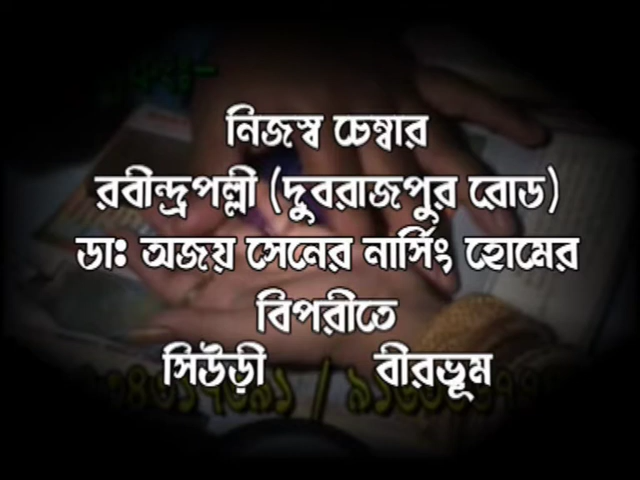 নিজস্ব চেম্বার
রবীন্দ্রপল্লী (দুবরাজপুর রোড)
ডাঃ অজয় সেনের নার্সিং হোমের
বিপরীতে
সিউড়ী বীরভূম